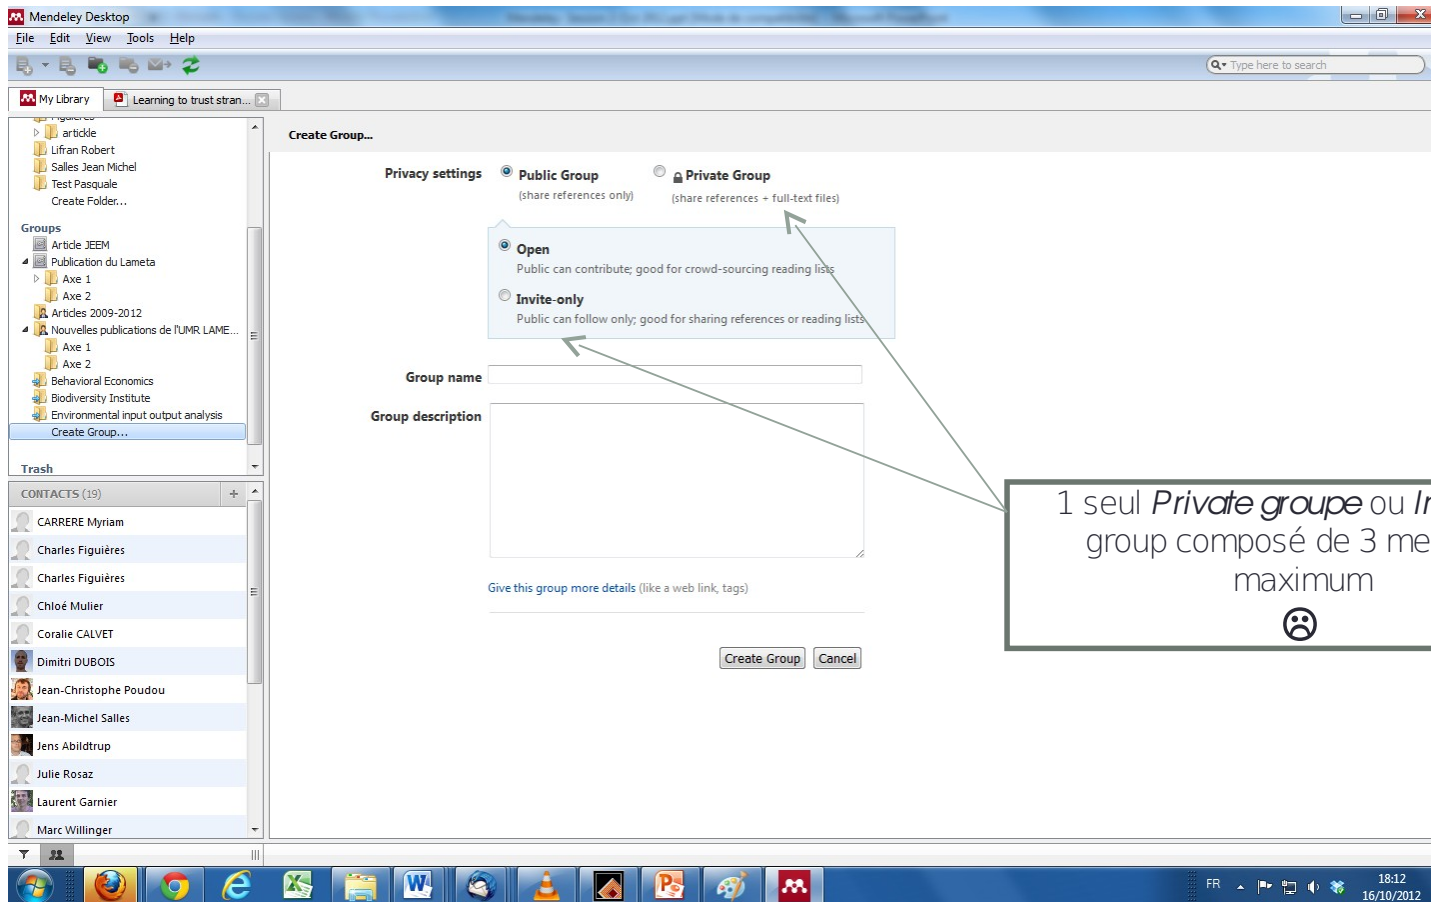 Mendeley Desktop
File Edit View Tools Help
Type here to search
My Library
Learning to trust stran...
artickle
Lifran Robert
Salles Jean Michel
Test Pasquale
Create Folder...
Groups
Article JEEM
Publication du Lameta
Axe 1
Axe 2
Articles 2009-2012
Nouvelles publications de l'UMR LAME...
Axe 1
Axe 2
Behavioral Economics
Biodiversity Institute
Environmental input output analysis
Create Group...
Trash
CONTACTS (19)
CARRERE Myriam
Charles Figuières
Charles Figuières
Chloé Mulier
Coralie CALVET
Dimitri DUBOIS
Jean-Christophe Poudou
Jean-Michel Salles
Jens Abildtrup
Julie Rosaz
Laurent Garnier
Marc Willinger
Create Group...
Privacy settings
Public Group
(share references only)
Private Group
(share references + full-text files)
Open
Public can contribute; good for crowd-sourcing reading lists
Invite-only
Public can follow only; good for sharing references or reading lists
Group name
Group description
Give this group more details (like a web link, tags)
Create Group Cancel
1 seul Private groupe ou
group composé de 3
maximum
FR
18:12
16/10/2012